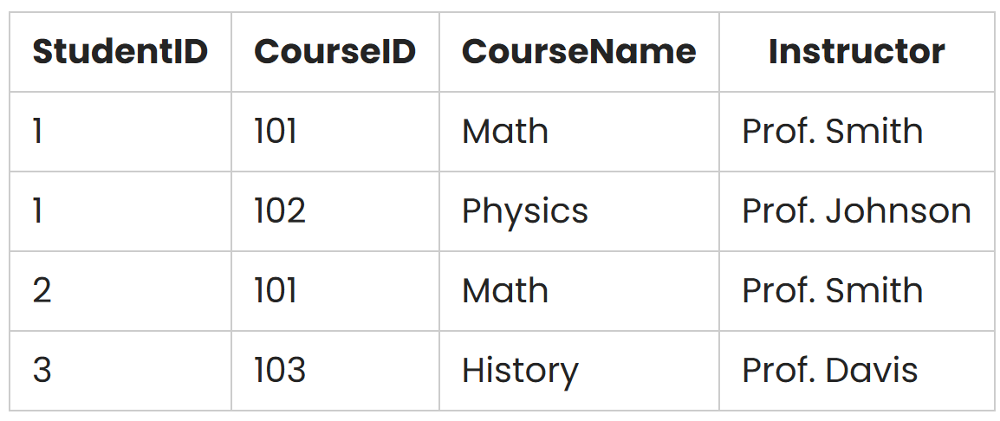 StudentID CourseID CourseName Instructor
1 101 Math Prof. Smith
1 102 Physics Prof. Johnson
2 101 Math Prof. Smith
3 103 History Prof. Davis